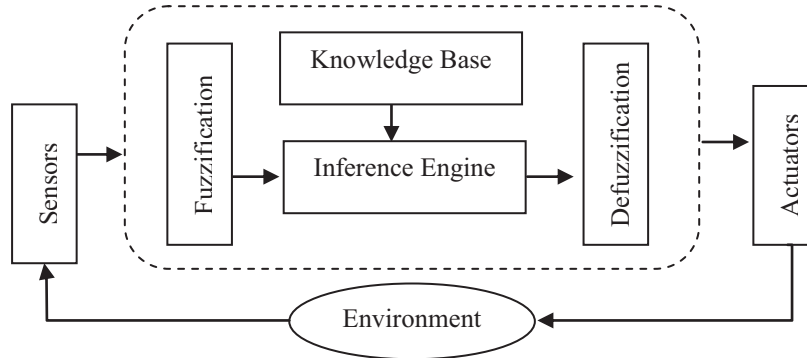 Sensors
Fuzzification
Knowledge Base
Inference Engine
Defuzzification
Actuators
Environment